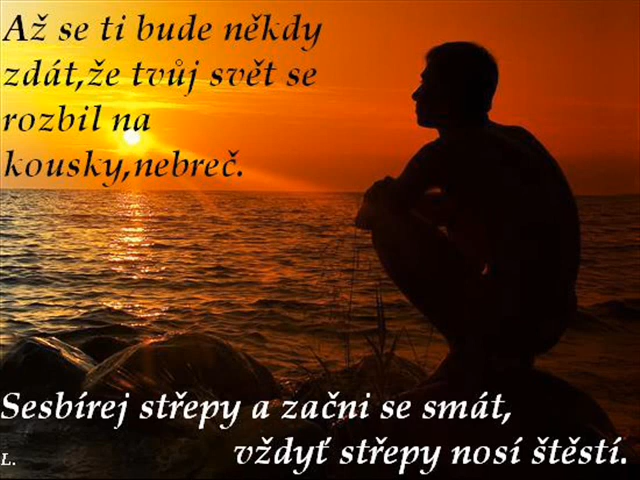 Až se ti bude někdy
zdát,že tvůj svět se
rozbil na
kousky,nebreč.
Sesbírej střepy a začni se smát,
vždyť střepy nosí štěstí.
L.